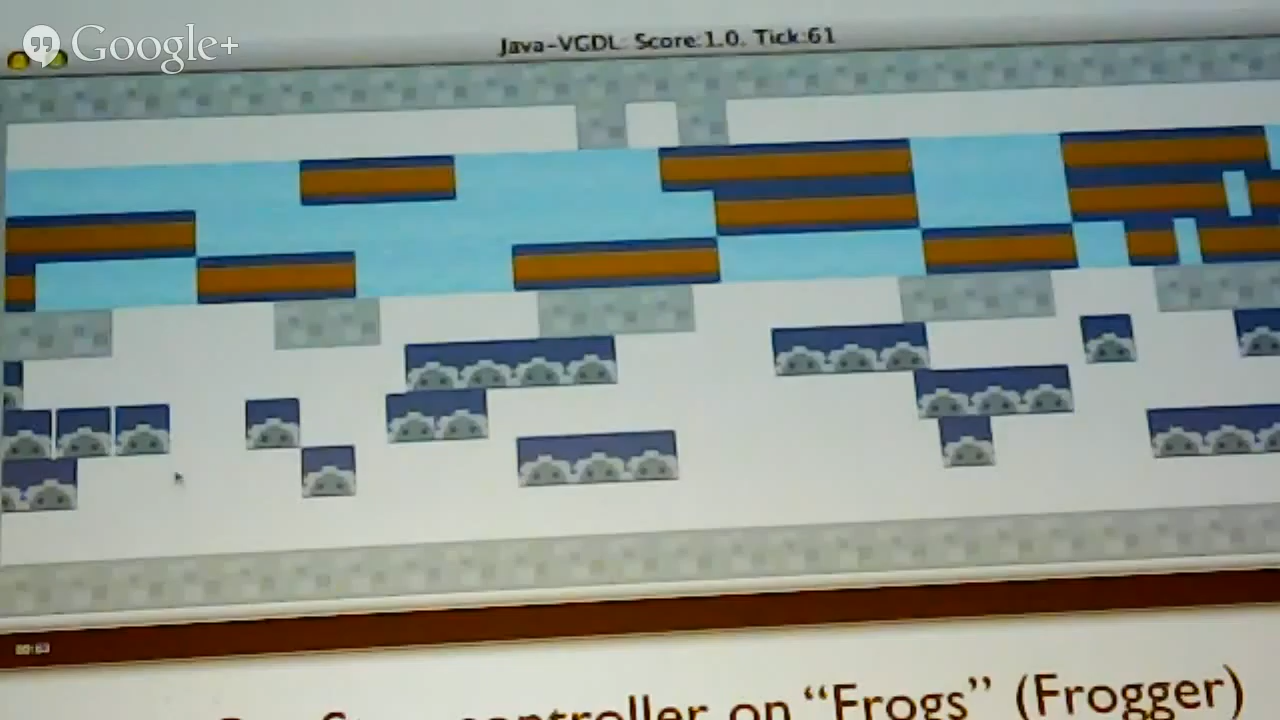 Google+
Java-VGDL: Score:1.0. Tick:61
controller on “Frogs” (Frogger)